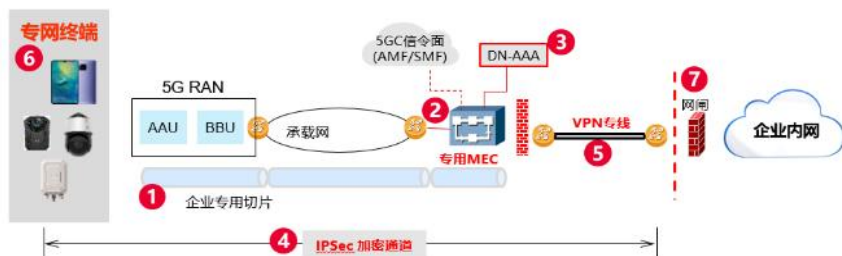 专网终端
6
5G RAN
AAU
BBU
承载网
5GC信令面
(AMF/SMF)
DN-AAA
3
2
专用MEC
VPN专线
5
7
网闸
企业内网
1
企业专用切片
4
IPSec 加密通道